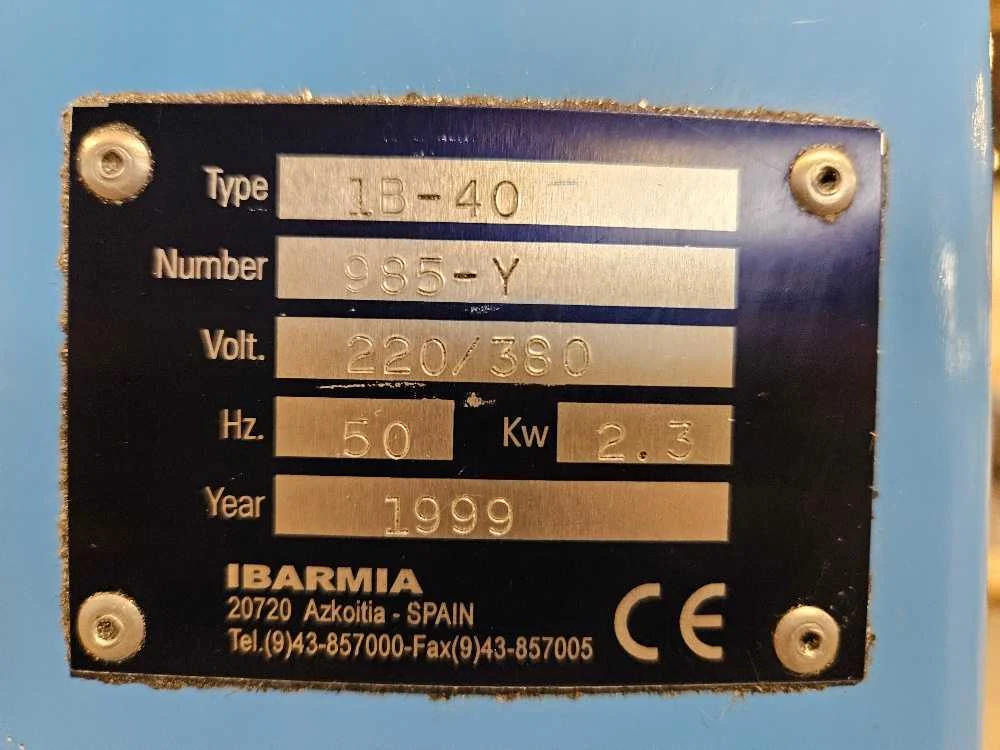 Type 1B-40
Number 985-Y
Volt. 220/380
Hz. 50 Kw 2.3
Year 1999
IBARMIA
20720 Azkoitia - SPAIN
Tel.(9)43-857000-Fax(9)43-857005
CE